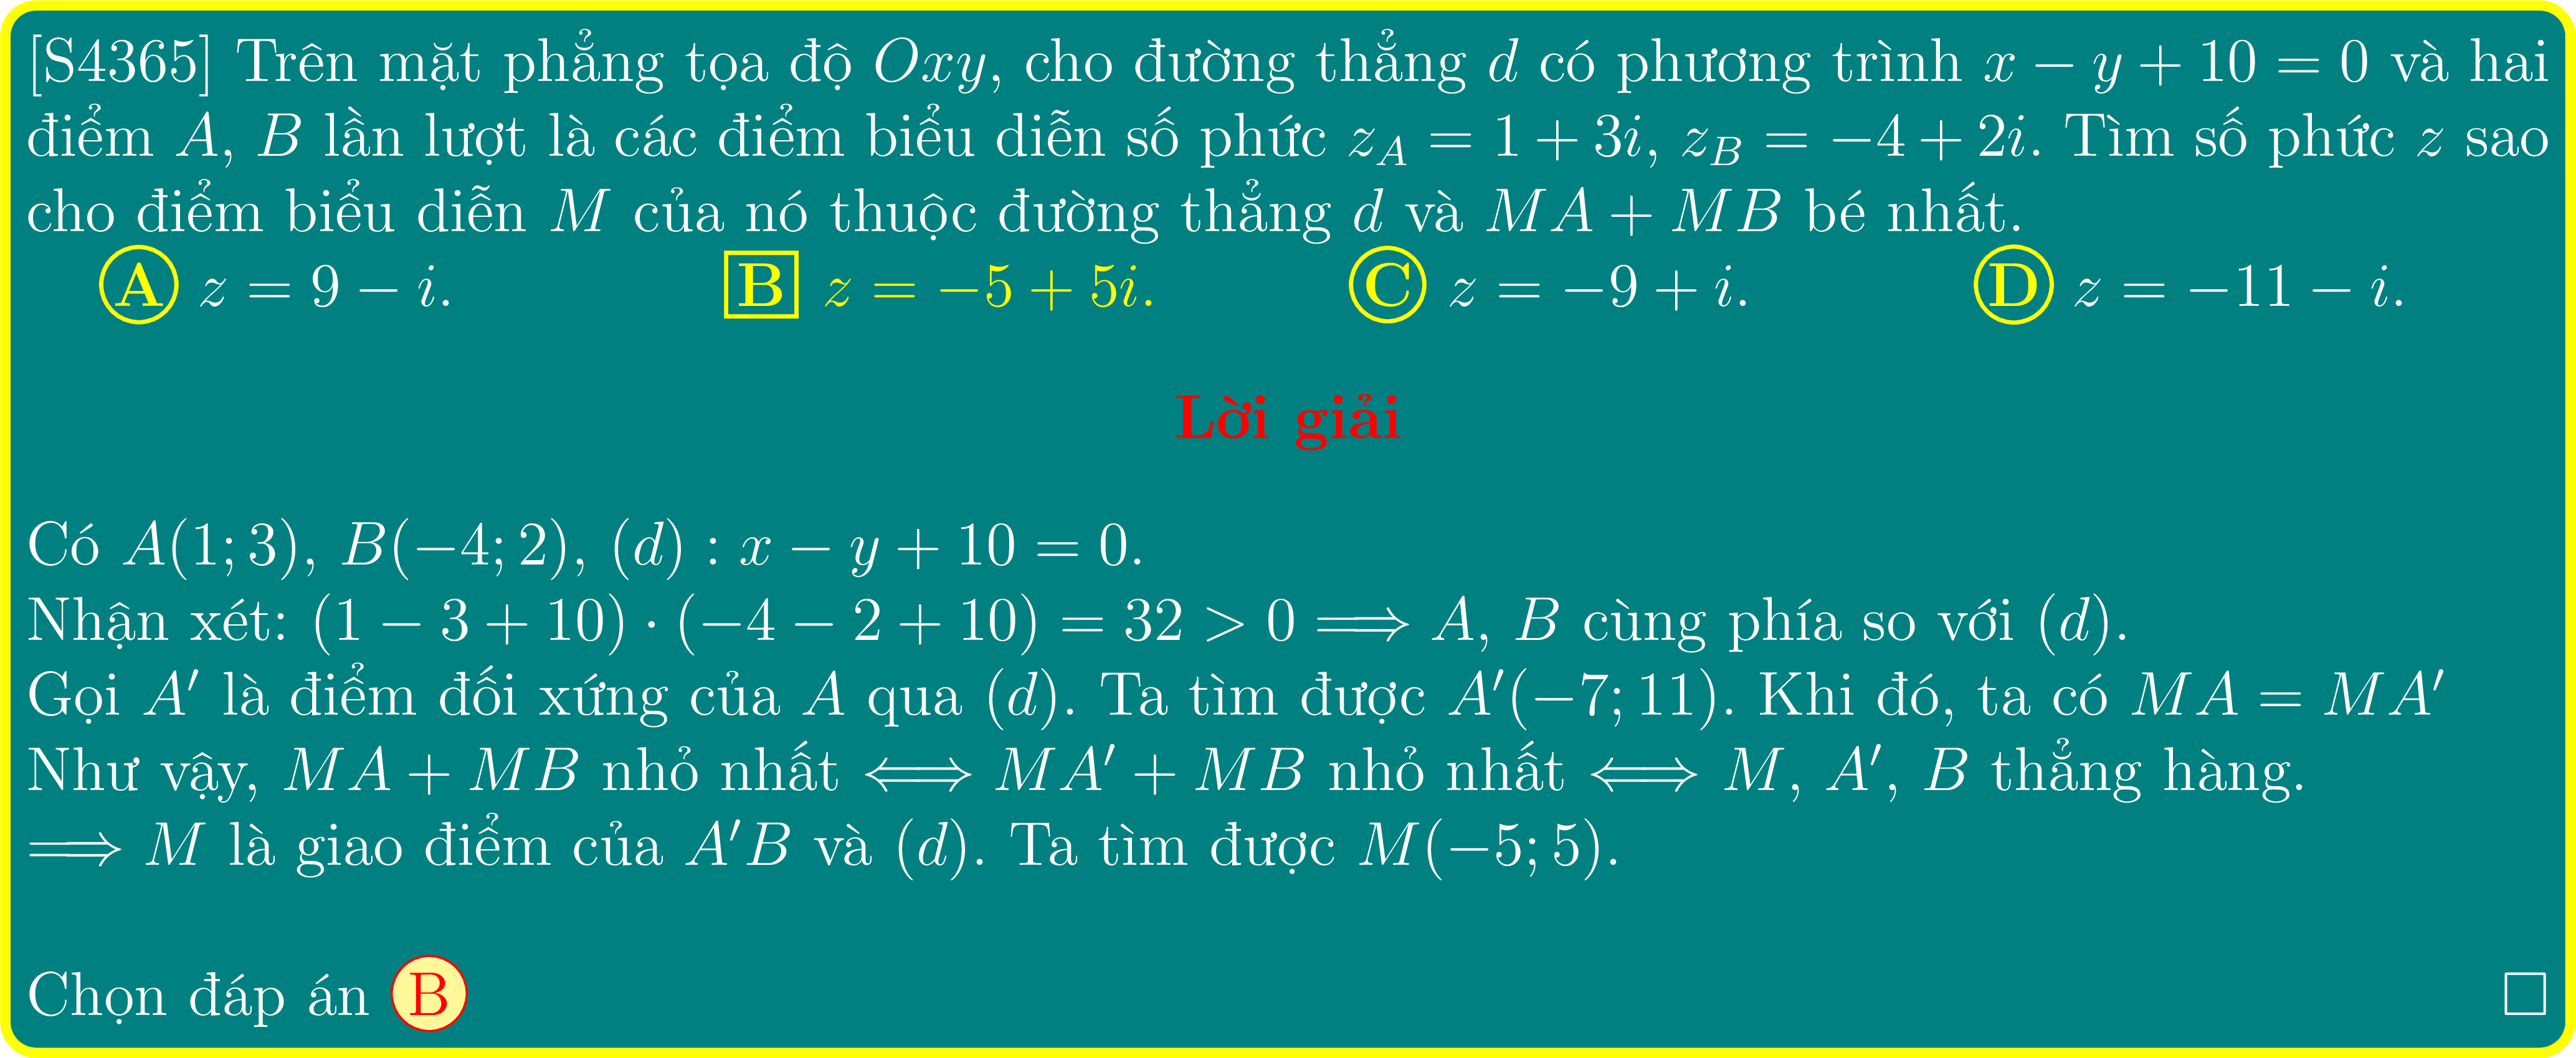 [S4365] Trên mặt phẳng tọa độ Oxy, cho đường thẳng d có phương trình x − y + 10 = 0 và hai
điểm A, B lần lượt là các điểm biểu diễn số phức z_A = 1 + 3i, z_B = −4 + 2i. Tìm số phức z sao
cho điểm biểu diễn M của nó thuộc đường thẳng d và MA + MB bé nhất.
A z = 9 − i. B z = −5 + 5i. C z = −9 + i. D z = −11 − i.
Lời giải
Có A(1; 3), B(−4; 2), (d) : x − y + 10 = 0.
Nhận xét: (1 − 3 + 10) · (−4 − 2 + 10) = 32 > 0 ⟹ A, B cùng phía so với (d).
Gọi A′ là điểm đối xứng của A qua (d). Ta tìm được A′(−7; 11). Khi đó, ta có MA = MA′
Như vậy, MA + MB nhỏ nhất ⟺ MA′ + MB nhỏ nhất ⟺ M, A′, B thẳng hàng.
⟹ M là giao điểm của A′B và (d). Ta tìm được M(−5; 5).
Chọn đáp án B □